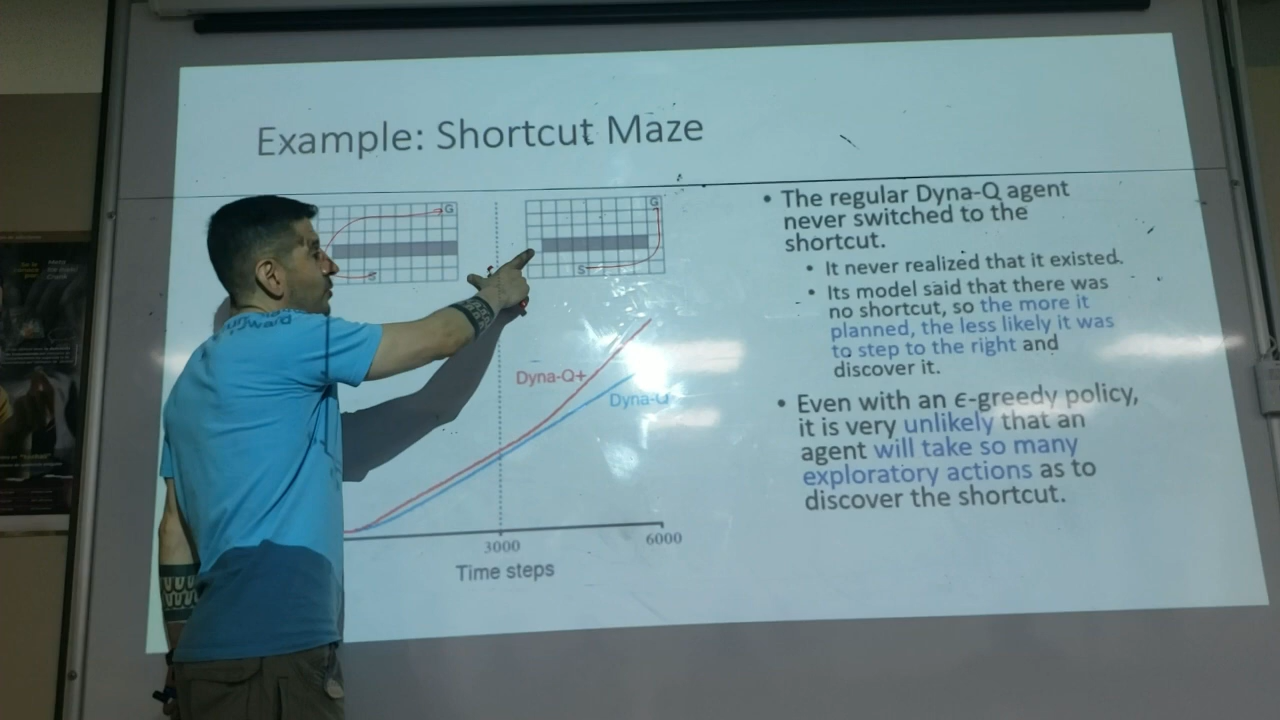 Example: Shortcut Maze
G
G
S
S
Dyna-Q+
Dyna-Q
3000
6000
Time steps
• The regular Dyna-Q agent
never switched to the
shortcut.
• It never realized that it existed.
• Its model said that there was
no shortcut, so the more it
planned, the less likely it was
to step to the right and
discover it.
• Even with an ϵ-greedy policy,
it is very unlikely that an
agent will take so many
exploratory actions as to
discover the shortcut.